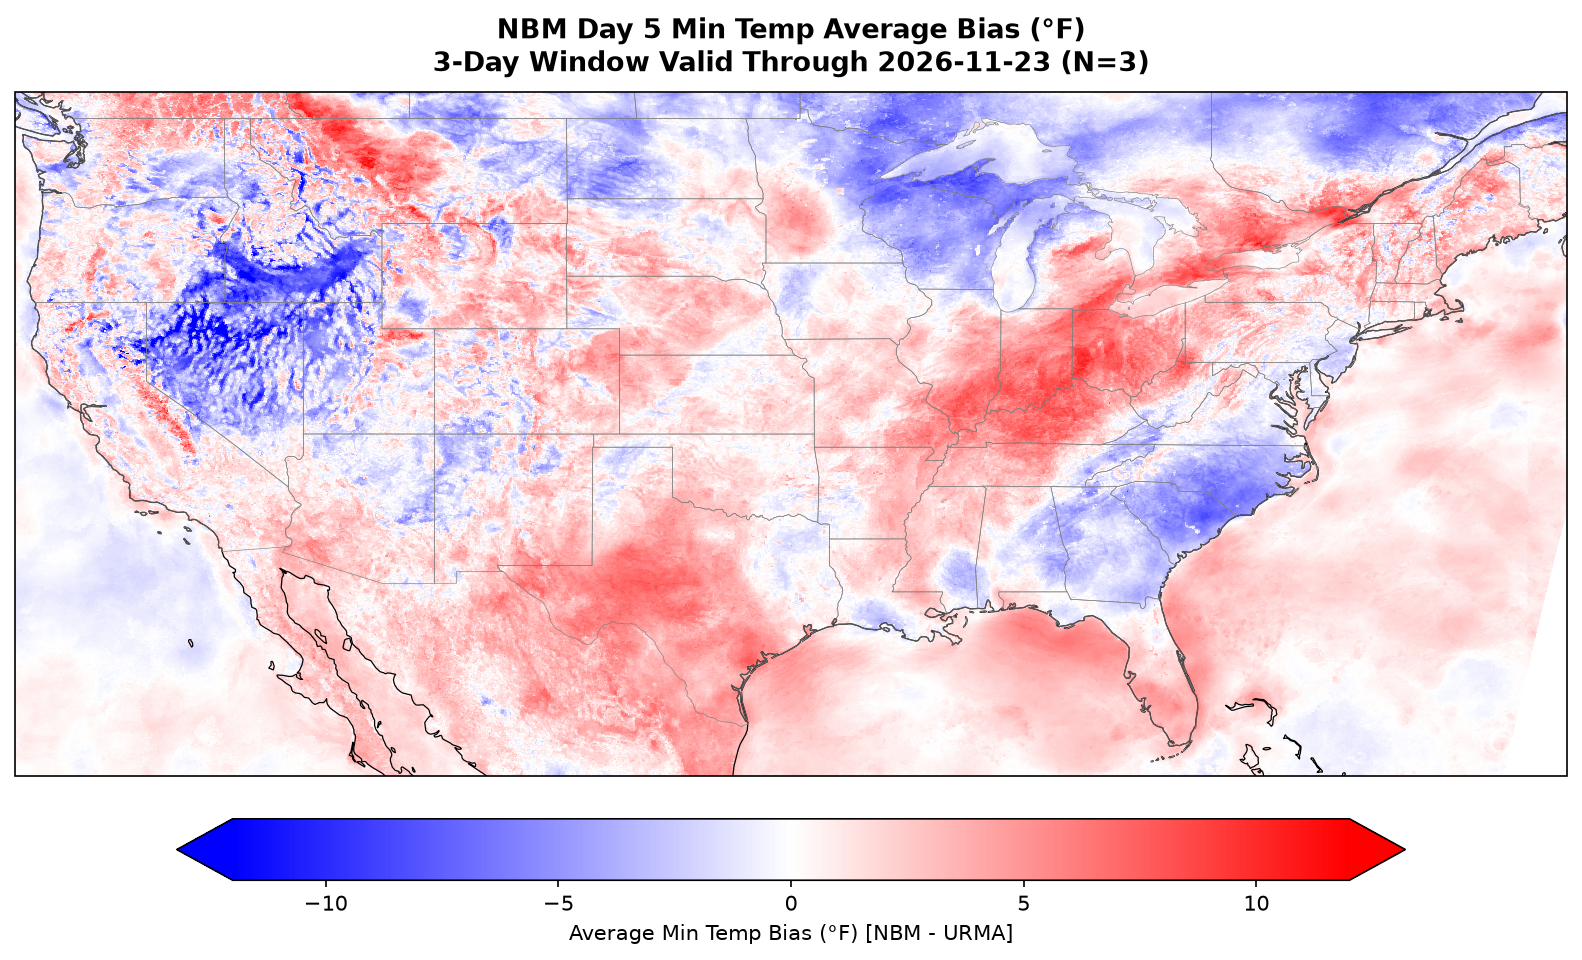 NBM Day 5 Min Temp Average Bias (°F)
3-Day Window Valid Through 2026-11-23 (N=3)
−10 −5 0 5 10
Average Min Temp Bias (°F) [NBM - URMA]